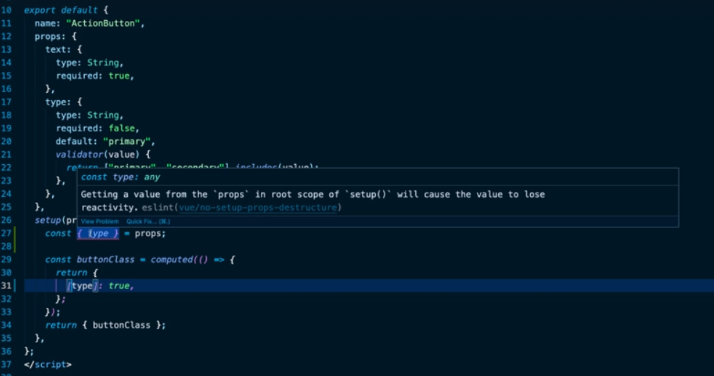 10 export default {
11 name: "ActionButton",
12 props: {
13 text: {
14 type: String,
15 required: true,
16 },
17 type: {
18 type: String,
19 required: false,
20 default: "primary",
21 validator(value) {
22 return ["primary", "secondary"].includes(value);
23 },
const type: any
24 },
Getting a value from the `props` in root scope of `setup()` will cause the value to lose
25 },
reactivity. eslint(vue/no-setup-props-destructure)
26 setup(pr
View Problem Quick Fix... (⌘.)
27 const { type } = props;
28
29 const buttonClass = computed(() => {
30 return {
31 [type]: true,
32 };
33 });
34 return { buttonClass };
35 },
36 };
37 </script>